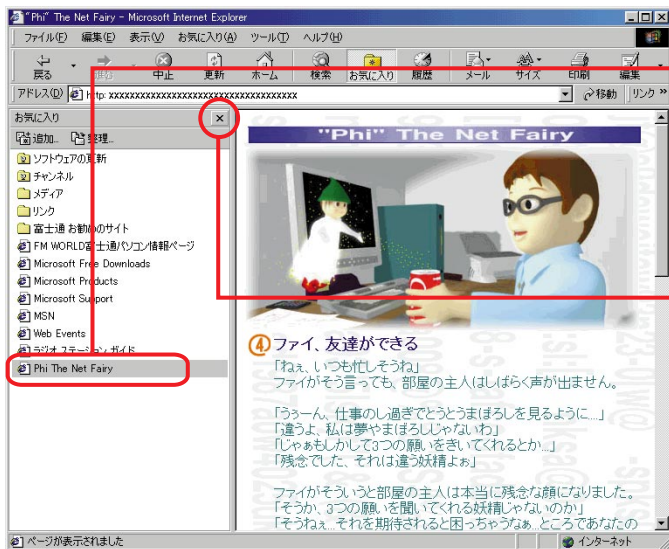 "Phi" The Net Fairy - Microsoft Internet Explorer
ファイル(F) 編集(E) 表示(V) お気に入り(A) ツール(T) ヘルプ(H)
戻る 進む 中止 更新 ホーム 検索 お気に入り 履歴 メール サイズ 印刷 編集
アドレス(D) http: xxxxxxxxxxxxxxxxxxxxxxxxxxxxxxxxxx 移動 リンク »
お気に入り ×
追加... 整理...
ソフトウェアの更新
チャンネル
メディア
リンク
富士通 お勧めのサイト
FM WORLD富士通パソコン情報ページ
Microsoft Free Downloads
Microsoft Products
Microsoft Support
MSN
Web Events
ラジオ ステーション ガイド
Phi The Net Fairy
"Phi" The Net Fairy
④ファイ、友達ができる
「ねぇ、いつも忙しそうね」
ファイがそう言っても、部屋の主人はしばらく声が出ません。
「うぅーん、仕事のし過ぎでとうとうまぼろしを見るように...」
「違うよ、私は夢やまぼろしじゃないわ」
「じゃぁもしかして3つの願いをきいてくれるとか...」
「残念でした、それは違う妖精よぉ」
ファイがそういうと部屋の主人は本当に残念な顔になりました。
「そうか、3つの願いを聞いてくれる妖精じゃないのか」
「そうねぇ...それを期待されると困っちゃうなぁ...ところであなたの
ページが表示されました インターネット